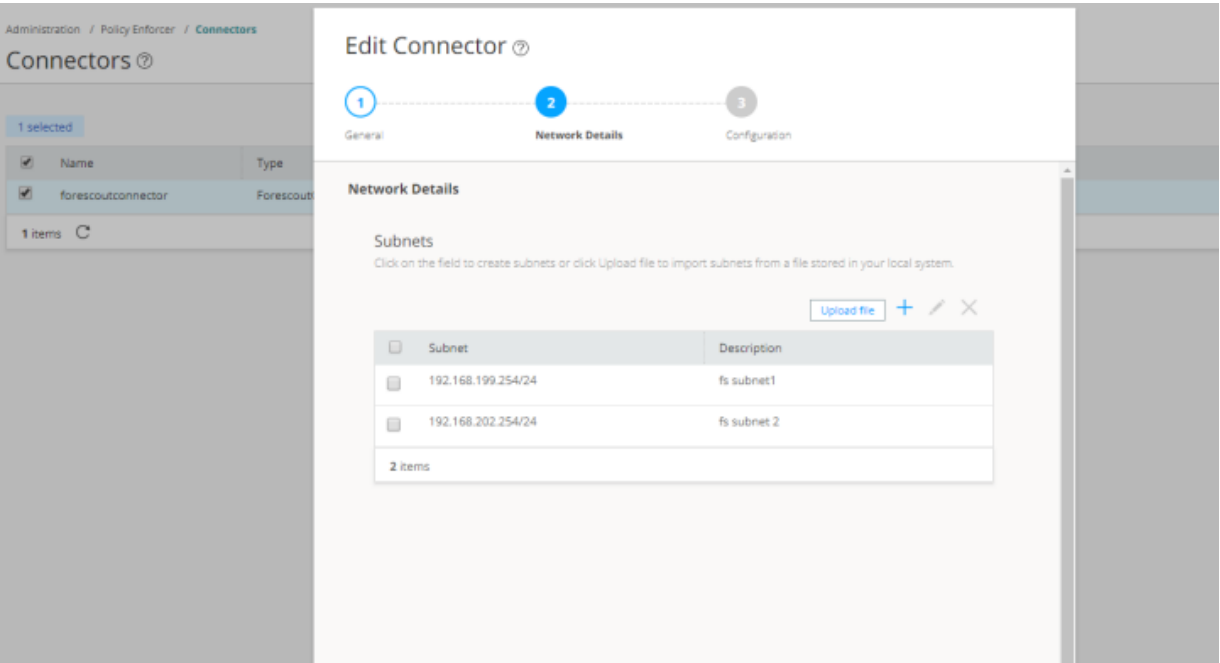 Administration / Policy Enforcer / Connectors
Connectors ?
1 selected
Name Type
forescoutconnector
1 items
Edit Connector ?
1 2 3
General Network Details Configuration
Network Details
Subnets
Click on the field to create subnets or click Upload file to import subnets from a file stored in your local system.
Upload file
Subnet Description
192.168.199.254/24 fs subnet1
192.168.202.254/24 fs subnet 2
2 items